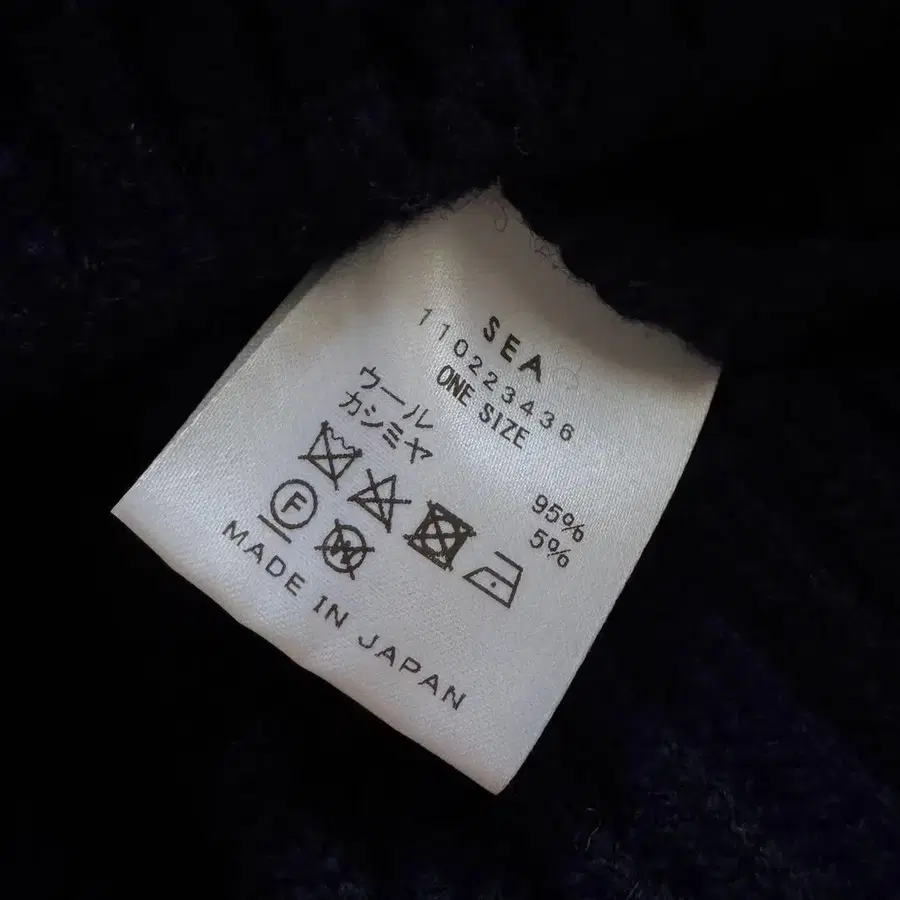 SEA
110223436
ONE SIZE
ウール 95%
カシミヤ 5%
F W
MADE IN JAPAN